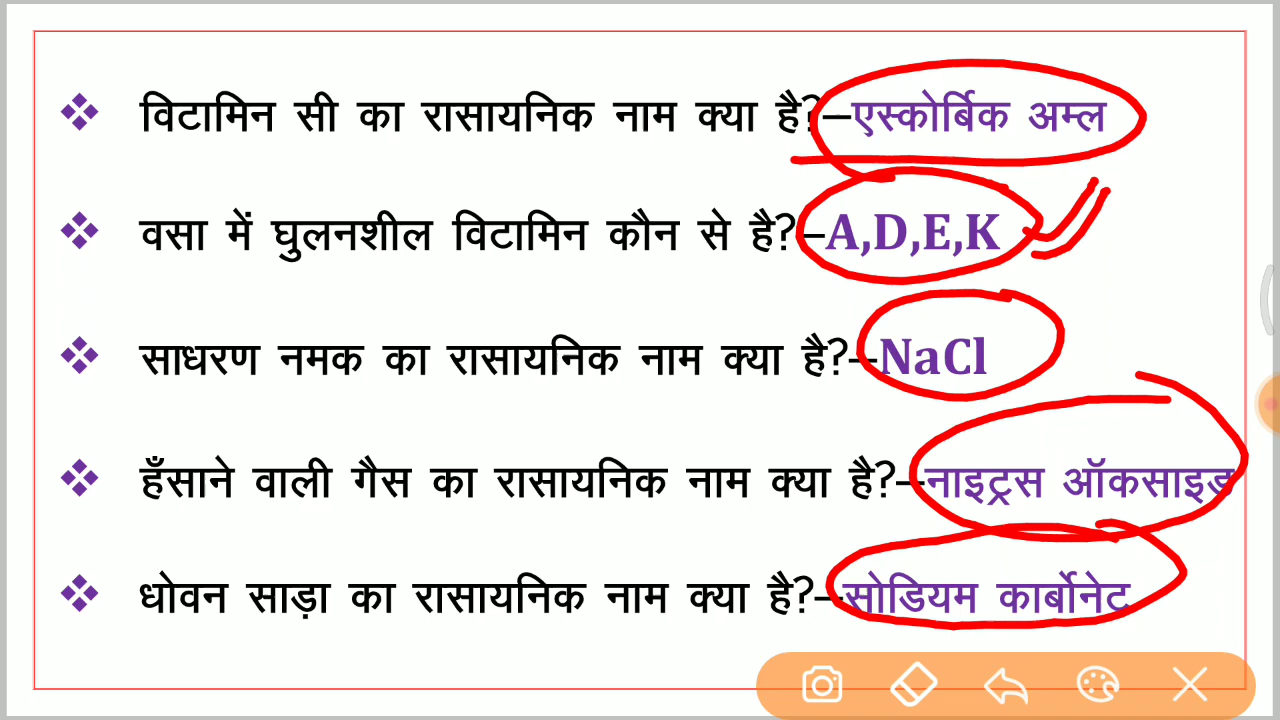 ❖ विटामिन सी का रासायनिक नाम क्या है?–एस्कोर्बिक अम्ल
❖ वसा में घुलनशील विटामिन कौन से है?–A,D,E,K
❖ साधरण नमक का रासायनिक नाम क्या है?–NaCl
❖ हँसाने वाली गैस का रासायनिक नाम क्या है?–नाइट्रस ऑकसाइड
❖ धोवन साड़ा का रासायनिक नाम क्या है?–सोडियम कार्बोनेट